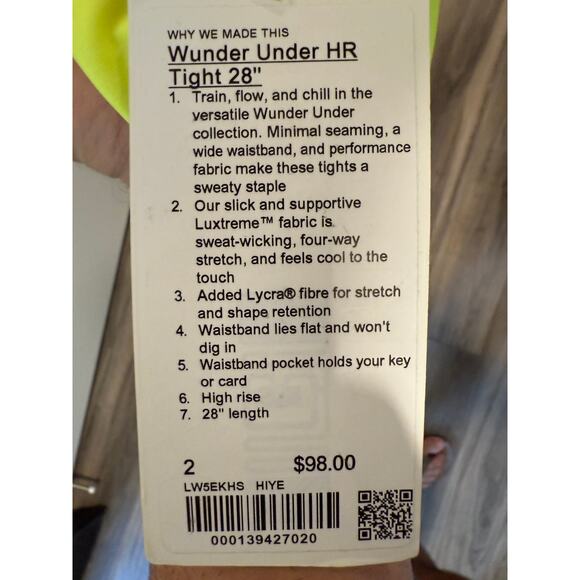 WHY WE MADE THIS
Wunder Under HR
Tight 28"
1. Train, flow, and chill in the
versatile Wunder Under
collection. Minimal seaming, a
wide waistband, and performance
fabric make these tights a
sweaty staple
2. Our slick and supportive
Luxtreme™ fabric is
sweat-wicking, four-way
stretch, and feels cool to the
touch
3. Added Lycra® fibre for stretch
and shape retention
4. Waistband lies flat and won't
dig in
5. Waistband pocket holds your key
or card
6. High rise
7. 28" length
2 $98.00
LW5EKHS HIYE
000139427020